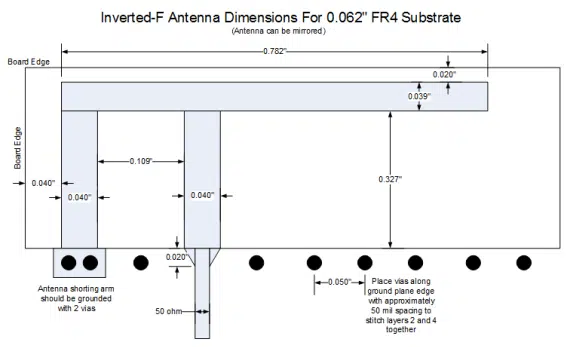 Inverted-F Antenna Dimensions For 0.062" FR4 Substrate
(Antenna can be mirrored )
0.782"
Board Edge
0.020"
0.039"
Board Edge
0.109"
0.327"
0.040"
0.040"
0.040"
0.020"
Antenna shorting arm
should be grounded
with 2 vias
0.050"
Place vias along
ground plane edge
with approximately
50 mil spacing to
stitch layers 2 and 4
together
50 ohm